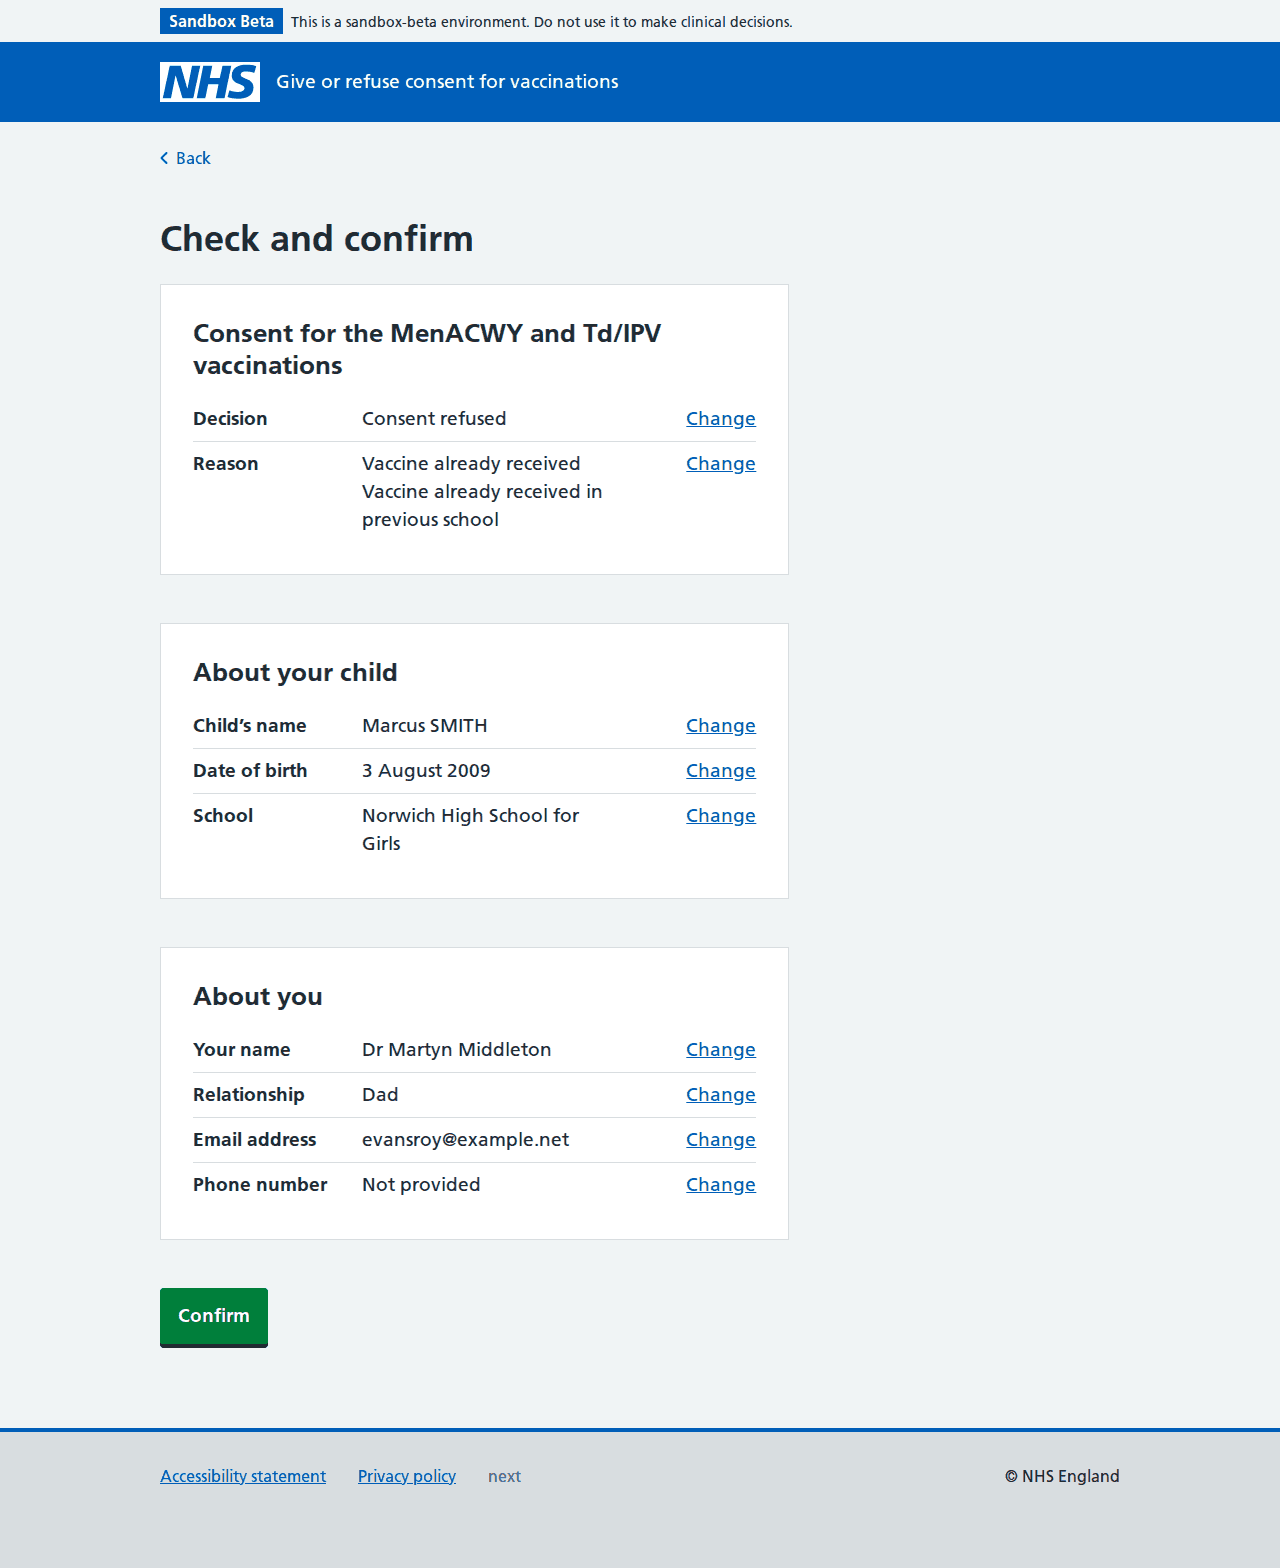 Sandbox Beta This is a sandbox-beta environment. Do not use it to make clinical decisions.
NHS Give or refuse consent for vaccinations
Back
Check and confirm
Consent for the MenACWY and Td/IPV
vaccinations
Decision Consent refused Change
Reason Vaccine already received Change
Vaccine already received in
previous school
About your child
Child’s name Marcus SMITH Change
Date of birth 3 August 2009 Change
School Norwich High School for Change
Girls
About you
Your name Dr Martyn Middleton Change
Relationship Dad Change
Email address evansroy@example.net Change
Phone number Not provided Change
Confirm
Accessibility statement Privacy policy next © NHS England